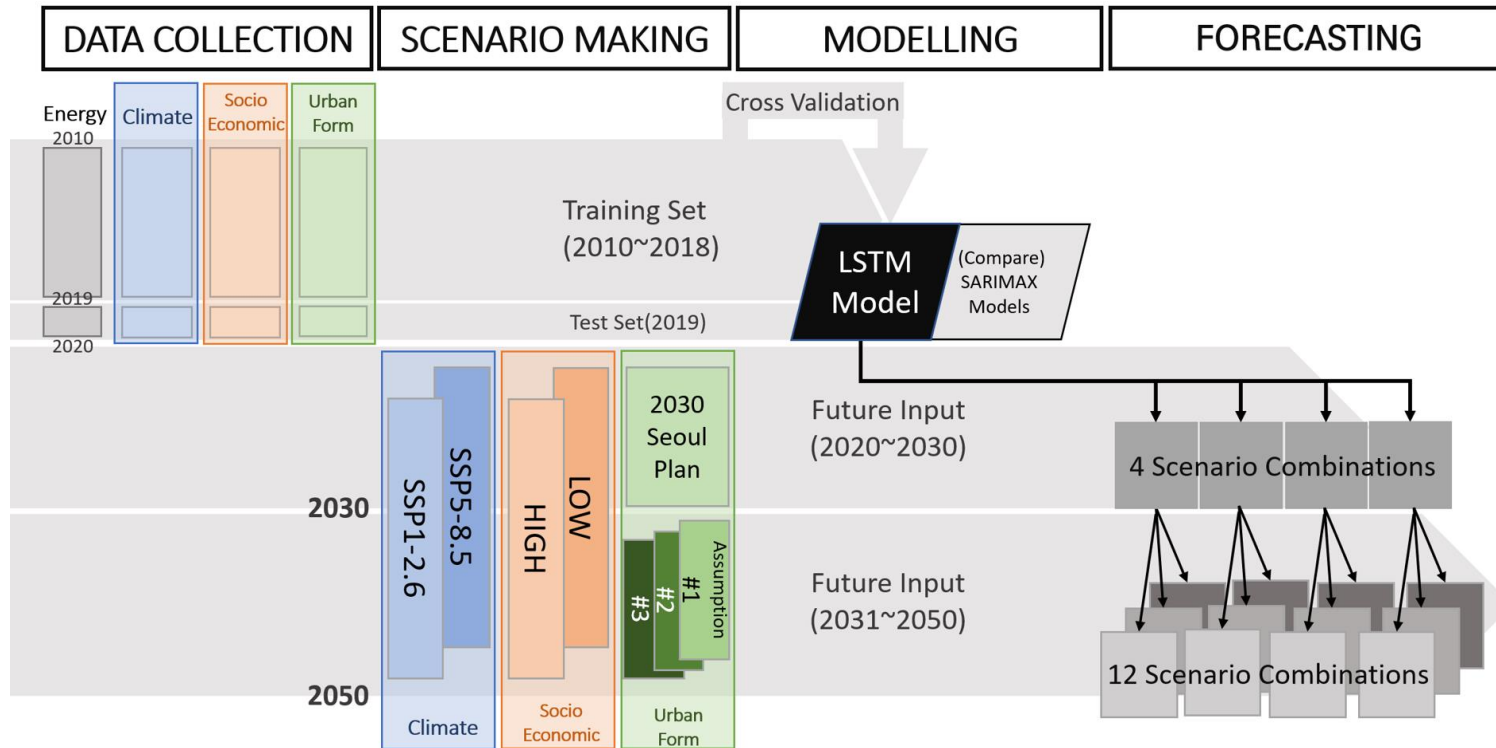 DATA COLLECTION
SCENARIO MAKING
MODELLING
FORECASTING
Energy
Climate
Socio
Economic
Urban
Form
2010
2019
2020
Cross Validation
Training Set
(2010~2018)
Test Set(2019)
LSTM
Model
(Compare)
SARIMAX
Models
2030
2050
SSP1-2.6
SSP5-8.5
HIGH
LOW
2030
Seoul
Plan
Assumption
#1
#2
#3
Climate
Socio
Economic
Urban
Form
Future Input
(2020~2030)
Future Input
(2031~2050)
4 Scenario Combinations
12 Scenario Combinations